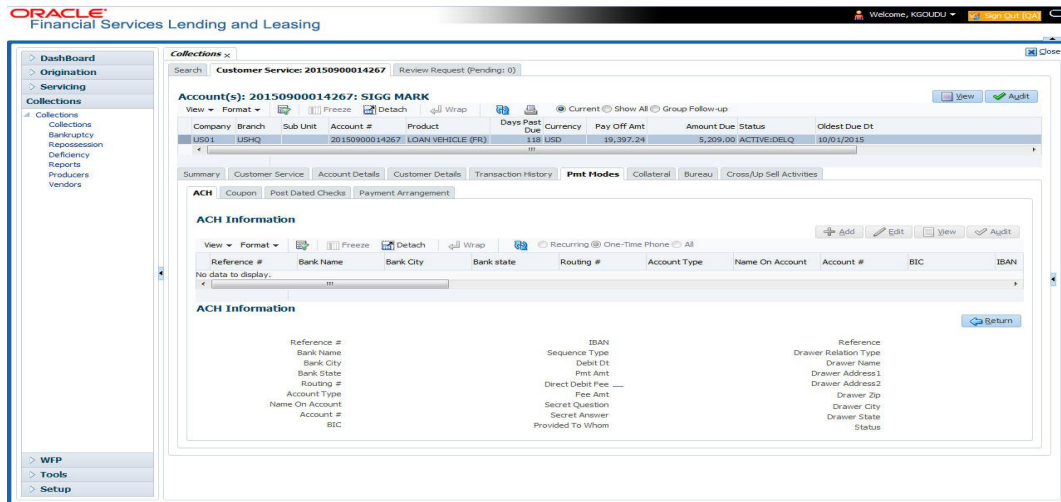 ORACLE
Financial Services Lending and Leasing
Welcome, KGOUDU
Sign Out (QA)
Close
DashBoard
Origination
Servicing
Collections
Collections
Collections
Bankruptcy
Repossession
Deficiency
Reports
Producers
Vendors
WFP
Tools
Setup
Collections ×
Search Customer Service: 20150900014267 Review Request (Pending: 0)
Account(s): 20150900014267: SIGG MARK
View Audit
View Format Freeze Detach Wrap Current Show All Group Follow-up
Company Branch Sub Unit Account # Product Days Past Due Currency Pay Off Amt Amount Due Status Oldest Due Dt
US01 USHQ 20150900014267 LOAN VEHICLE (FR) 118 USD 19,397.24 5,209.00 ACTIVE:DELQ 10/01/2015
Summary Customer Service Account Details Customer Details Transaction History Pmt Modes Collateral Bureau Cross/Up Sell Activities
ACH Coupon Post Dated Checks Payment Arrangement
ACH Information
Add Edit View Audit
View Format Freeze Detach Wrap Recurring One-Time Phone All
Reference # Bank Name Bank City Bank state Routing # Account Type Name On Account Account # BIC IBAN
No data to display.
ACH Information
Return
Reference # IBAN Reference
Bank Name Sequence Type Drawer Relation Type
Bank City Debit Dt Drawer Name
Bank State Pmt Amt Drawer Address1
Routing # Direct Debit Fee Drawer Address2
Account Type Fee Amt Drawer Zip
Name On Account Secret Question Drawer City
Account # Secret Answer Drawer State
BIC Provided To Whom Status